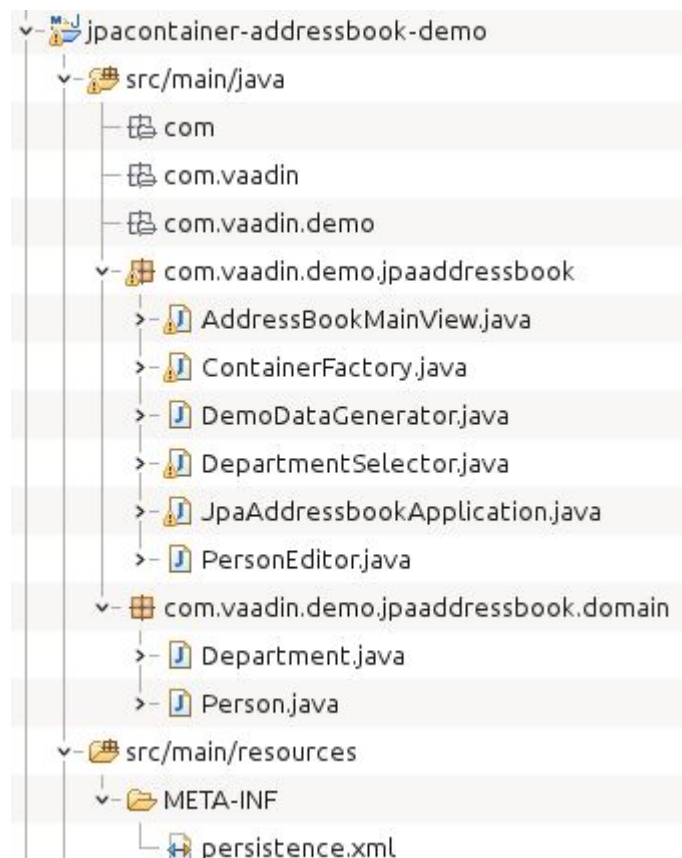 jpacontainer-addressbook-demo
src/main/java
com
com.vaadin
com.vaadin.demo
com.vaadin.demo.jpaaddressbook
AddressBookMainView.java
ContainerFactory.java
DemoDataGenerator.java
DepartmentSelector.java
JpaAddressbookApplication.java
PersonEditor.java
com.vaadin.demo.jpaaddressbook.domain
Department.java
Person.java
src/main/resources
META-INF
persistence.xml